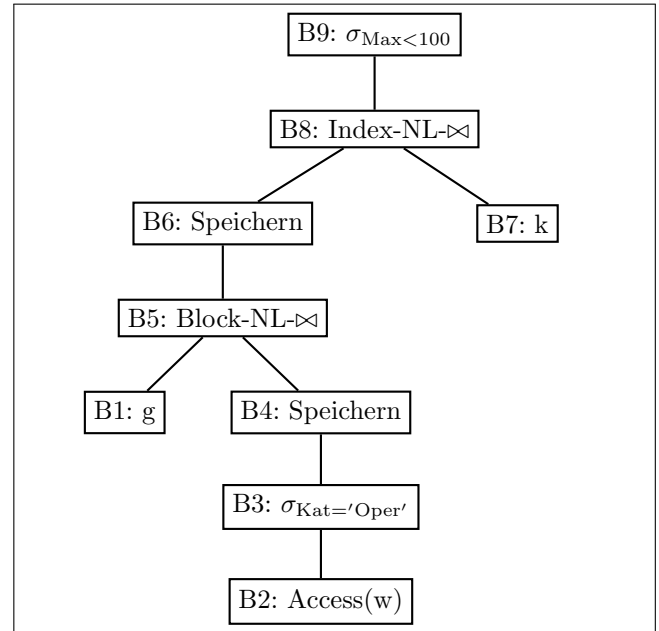 B9: σMax<100
B8: Index-NL-⋈
B6: Speichern
B7: k
B5: Block-NL-⋈
B1: g
B4: Speichern
B3: σKat='Oper'
B2: Access(w)